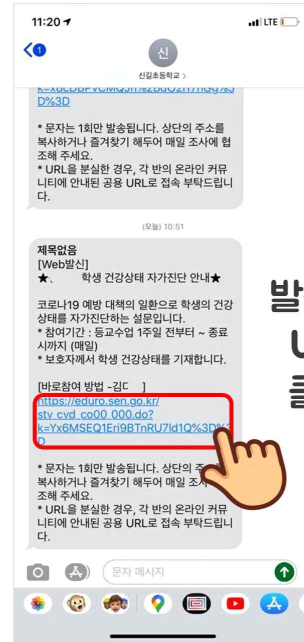 11:20
LTE
1
신
신길초등학교 >
k=x6cDBPVCMQ3n%2BdO2rI7nGg%3
D%3D
* 문자는 1회만 발송됩니다. 상단의 주소를
복사하거나 즐겨찾기 해두어 매일 조사에 협
조해 주세요.
* URL을 분실한 경우, 각 반의 온라인 커뮤
니티에 안내된 공용 URL로 접속 부탁드립니
다.
(오늘) 10:51
제목없음
[Web발신]
★、 학생 건강상태 자가진단 안내★
코로나19 예방 대책의 일환으로 학생의 건강
상태를 자가진단하는 설문입니다.
* 참여기간 : 등교수업 1주일 전부터 ~ 종료
시까지 (매일)
* 보호자께서 학생 건강상태를 기재합니다.
[바로참여 방법 -김ㄷ ]
https://eduro.sen.go.kr/
stv_cvd_co00_000.do?
k=Yx6MSEQ1Eri9BTnRU7ld1Q%3D%3
D
* 문자는 1회만 발송됩니다. 상단의 주
복사하거나 즐겨찾기 해두어 매일 조사
조해 주세요.
* URL을 분실한 경우, 각 반의 온라인 커뮤
니티에 안내된 공용 URL로 접속 부탁드립니
다.
문자 메시지